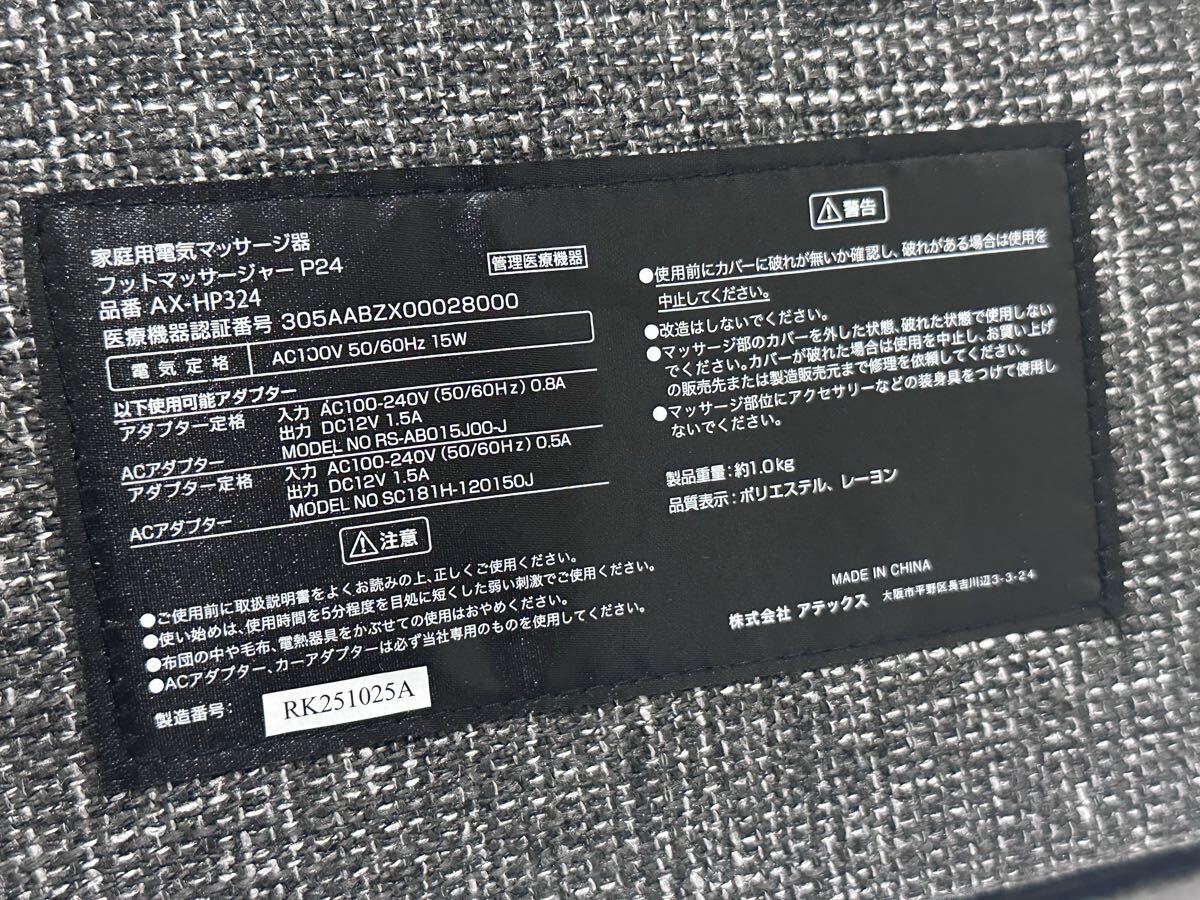 家庭用電気マッサージ器
フットマッサージャー P24
管理医療機器
品番 AX-HP324
医療機器認証番号 305AABZX00028000
電気定格 AC100V 50/60Hz 15W
以下使用可能アダプター
アダプター定格 入力 AC100-240V (50/60Hz) 0.8A
出力 DC12V 1.5A
ACアダプター MODEL NO RS-AB015J00-J
アダプター定格 入力 AC100-240V (50/60Hz) 0.5A
出力 DC12V 1.5A
ACアダプター MODEL NO SC181H-120150J
注意
●ご使用前に取扱説明書をよくお読みの上、正しくご使用ください。
●使い始めは、使用時間を5分程度を目処に短くした弱い刺激でご使用ください。
●布団の中や毛布、電熱器具をかぶせての使用はおやめください。
●ACアダプター、カーアダプターは必ず当社専用のものを使用してください。
製造番号: RK251025A
警告
●使用前にカバーに破れが無いか確認し、破れがある場合は使用を
中止してください。
●改造はしないでください。
●マッサージ部のカバーを外した状態、破れた状態で使用しない
でください。カバーが破れた場合は使用を中止し、お買い上げ
の販売先または製造販売元まで修理を依頼してください。
●マッサージ部位にアクセサリーなどの装身具をつけて使用し
ないでください。
製品重量:約1.0kg
品質表示:ポリエステル、レーヨン
MADE IN CHINA
株式会社 アテックス 大阪市平野区長吉川辺3-3-24